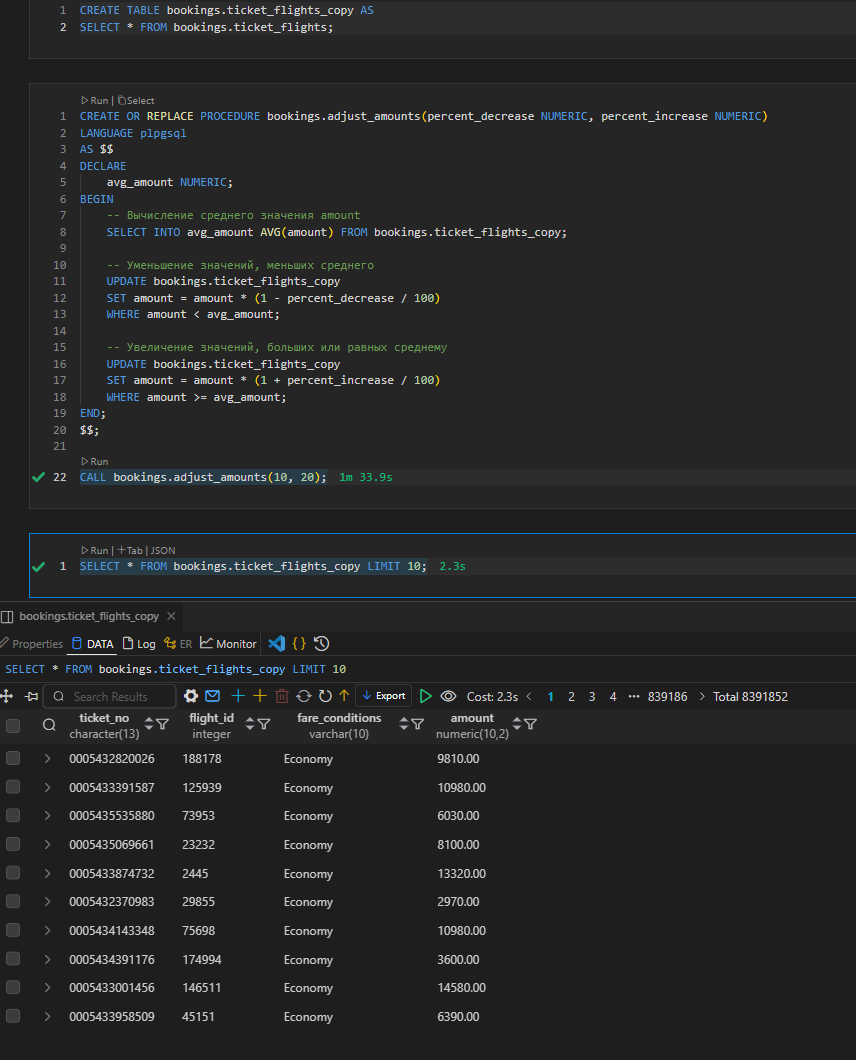 1 CREATE TABLE bookings.ticket_flights_copy AS
2 SELECT * FROM bookings.ticket_flights;
Run | Select
1 CREATE OR REPLACE PROCEDURE bookings.adjust_amounts(percent_decrease NUMERIC, percent_increase NUMERIC)
2 LANGUAGE plpgsql
3 AS $$
4 DECLARE
5 avg_amount NUMERIC;
6 BEGIN
7 -- Вычисление среднего значения amount
8 SELECT INTO avg_amount AVG(amount) FROM bookings.ticket_flights_copy;
9
10 -- Уменьшение значений, меньших среднего
11 UPDATE bookings.ticket_flights_copy
12 SET amount = amount * (1 - percent_decrease / 100)
13 WHERE amount < avg_amount;
14
15 -- Увеличение значений, больших или равных среднему
16 UPDATE bookings.ticket_flights_copy
17 SET amount = amount * (1 + percent_increase / 100)
18 WHERE amount >= avg_amount;
19 END;
20 $$;
21
Run
22 CALL bookings.adjust_amounts(10, 20); 1m 33.9s
Run | +Tab | JSON
1 SELECT * FROM bookings.ticket_flights_copy LIMIT 10; 2.3s
bookings.ticket_flights_copy
Properties DATA Log ER Monitor
SELECT * FROM bookings.ticket_flights_copy LIMIT 10
Search Results Export Cost: 2.3s < 1 2 3 4 ··· 839186 > Total 8391852
ticket_no flight_id fare_conditions amount
character(13) integer varchar(10) numeric(10,2)
0005432820026 188178 Economy 9810.00
0005433391587 125939 Economy 10980.00
0005435535880 73953 Economy 6030.00
0005435069661 23232 Economy 8100.00
0005433874732 2445 Economy 13320.00
0005432370983 29855 Economy 2970.00
0005434143348 75698 Economy 10980.00
0005434391176 174994 Economy 3600.00
0005433001456 146511 Economy 14580.00
0005433958509 45151 Economy 6390.00